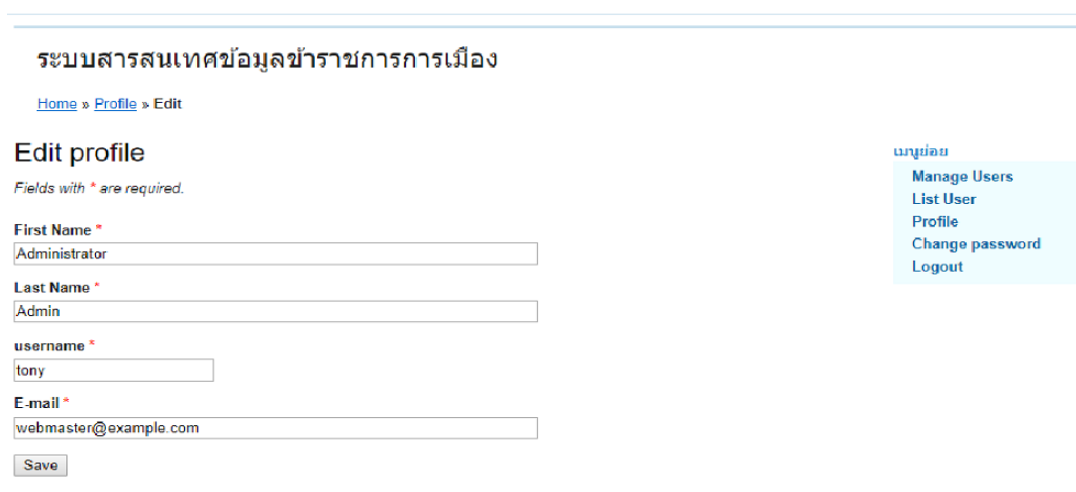 ระบบสารสนเทศข้อมูลข้าราชการการเมือง
Home » Profile » Edit
Edit profile
Fields with * are required.
First Name *
Administrator
Last Name *
Admin
username *
tony
E-mail *
webmaster@example.com
Save
เมนูย่อย
Manage Users
List User
Profile
Change password
Logout